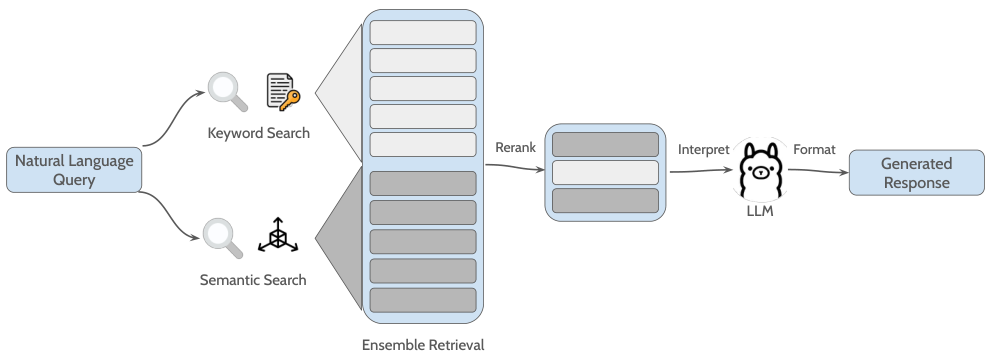 Natural Language
Query
Keyword Search
Semantic Search
Ensemble Retrieval
Rerank
Interpret
LLM
Format
Generated
Response